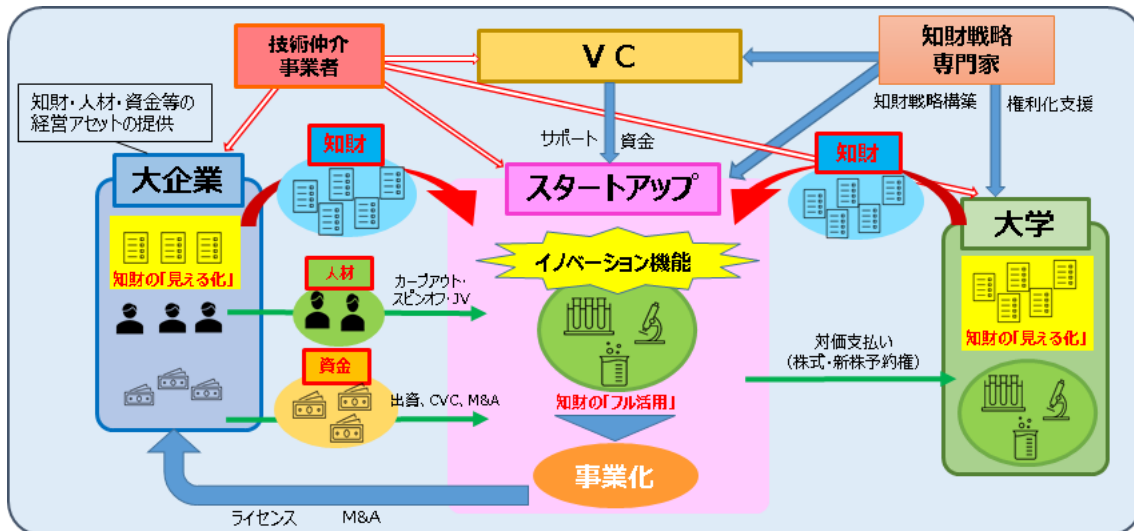 技術仲介
事業者
ＶＣ
知財戦略
専門家
知財・人材・資金等の
経営アセットの提供
知財戦略構築
権利化支援
サポート
資金
知財
知財
大企業
スタートアップ
大学
知財の「見える化」
イノベーション機能
人材
カーブアウト・
スピンオフ・JV
知財の「見える化」
対価支払い
(株式・新株予約権)
資金
出資、CVC、M&A
知財の「フル活用」
事業化
ライセンス
M&A